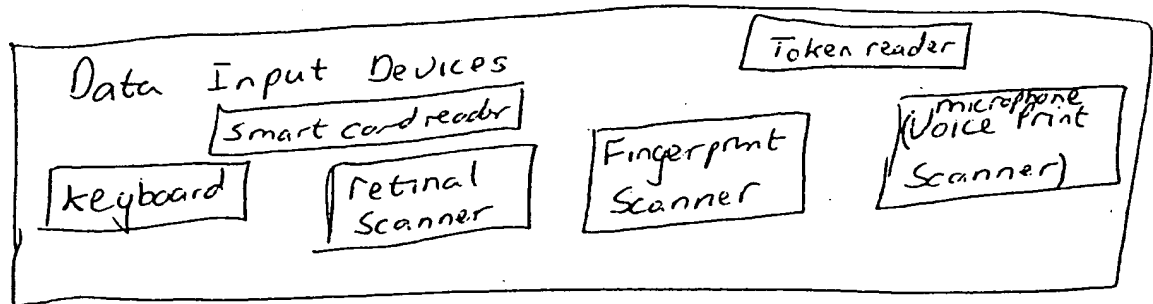 Token reader
Data Input Devices
Smart card reader
keyboard
retinal
Scanner
Fingerprint
Scanner
microphone
(Voice Print
Scanner)